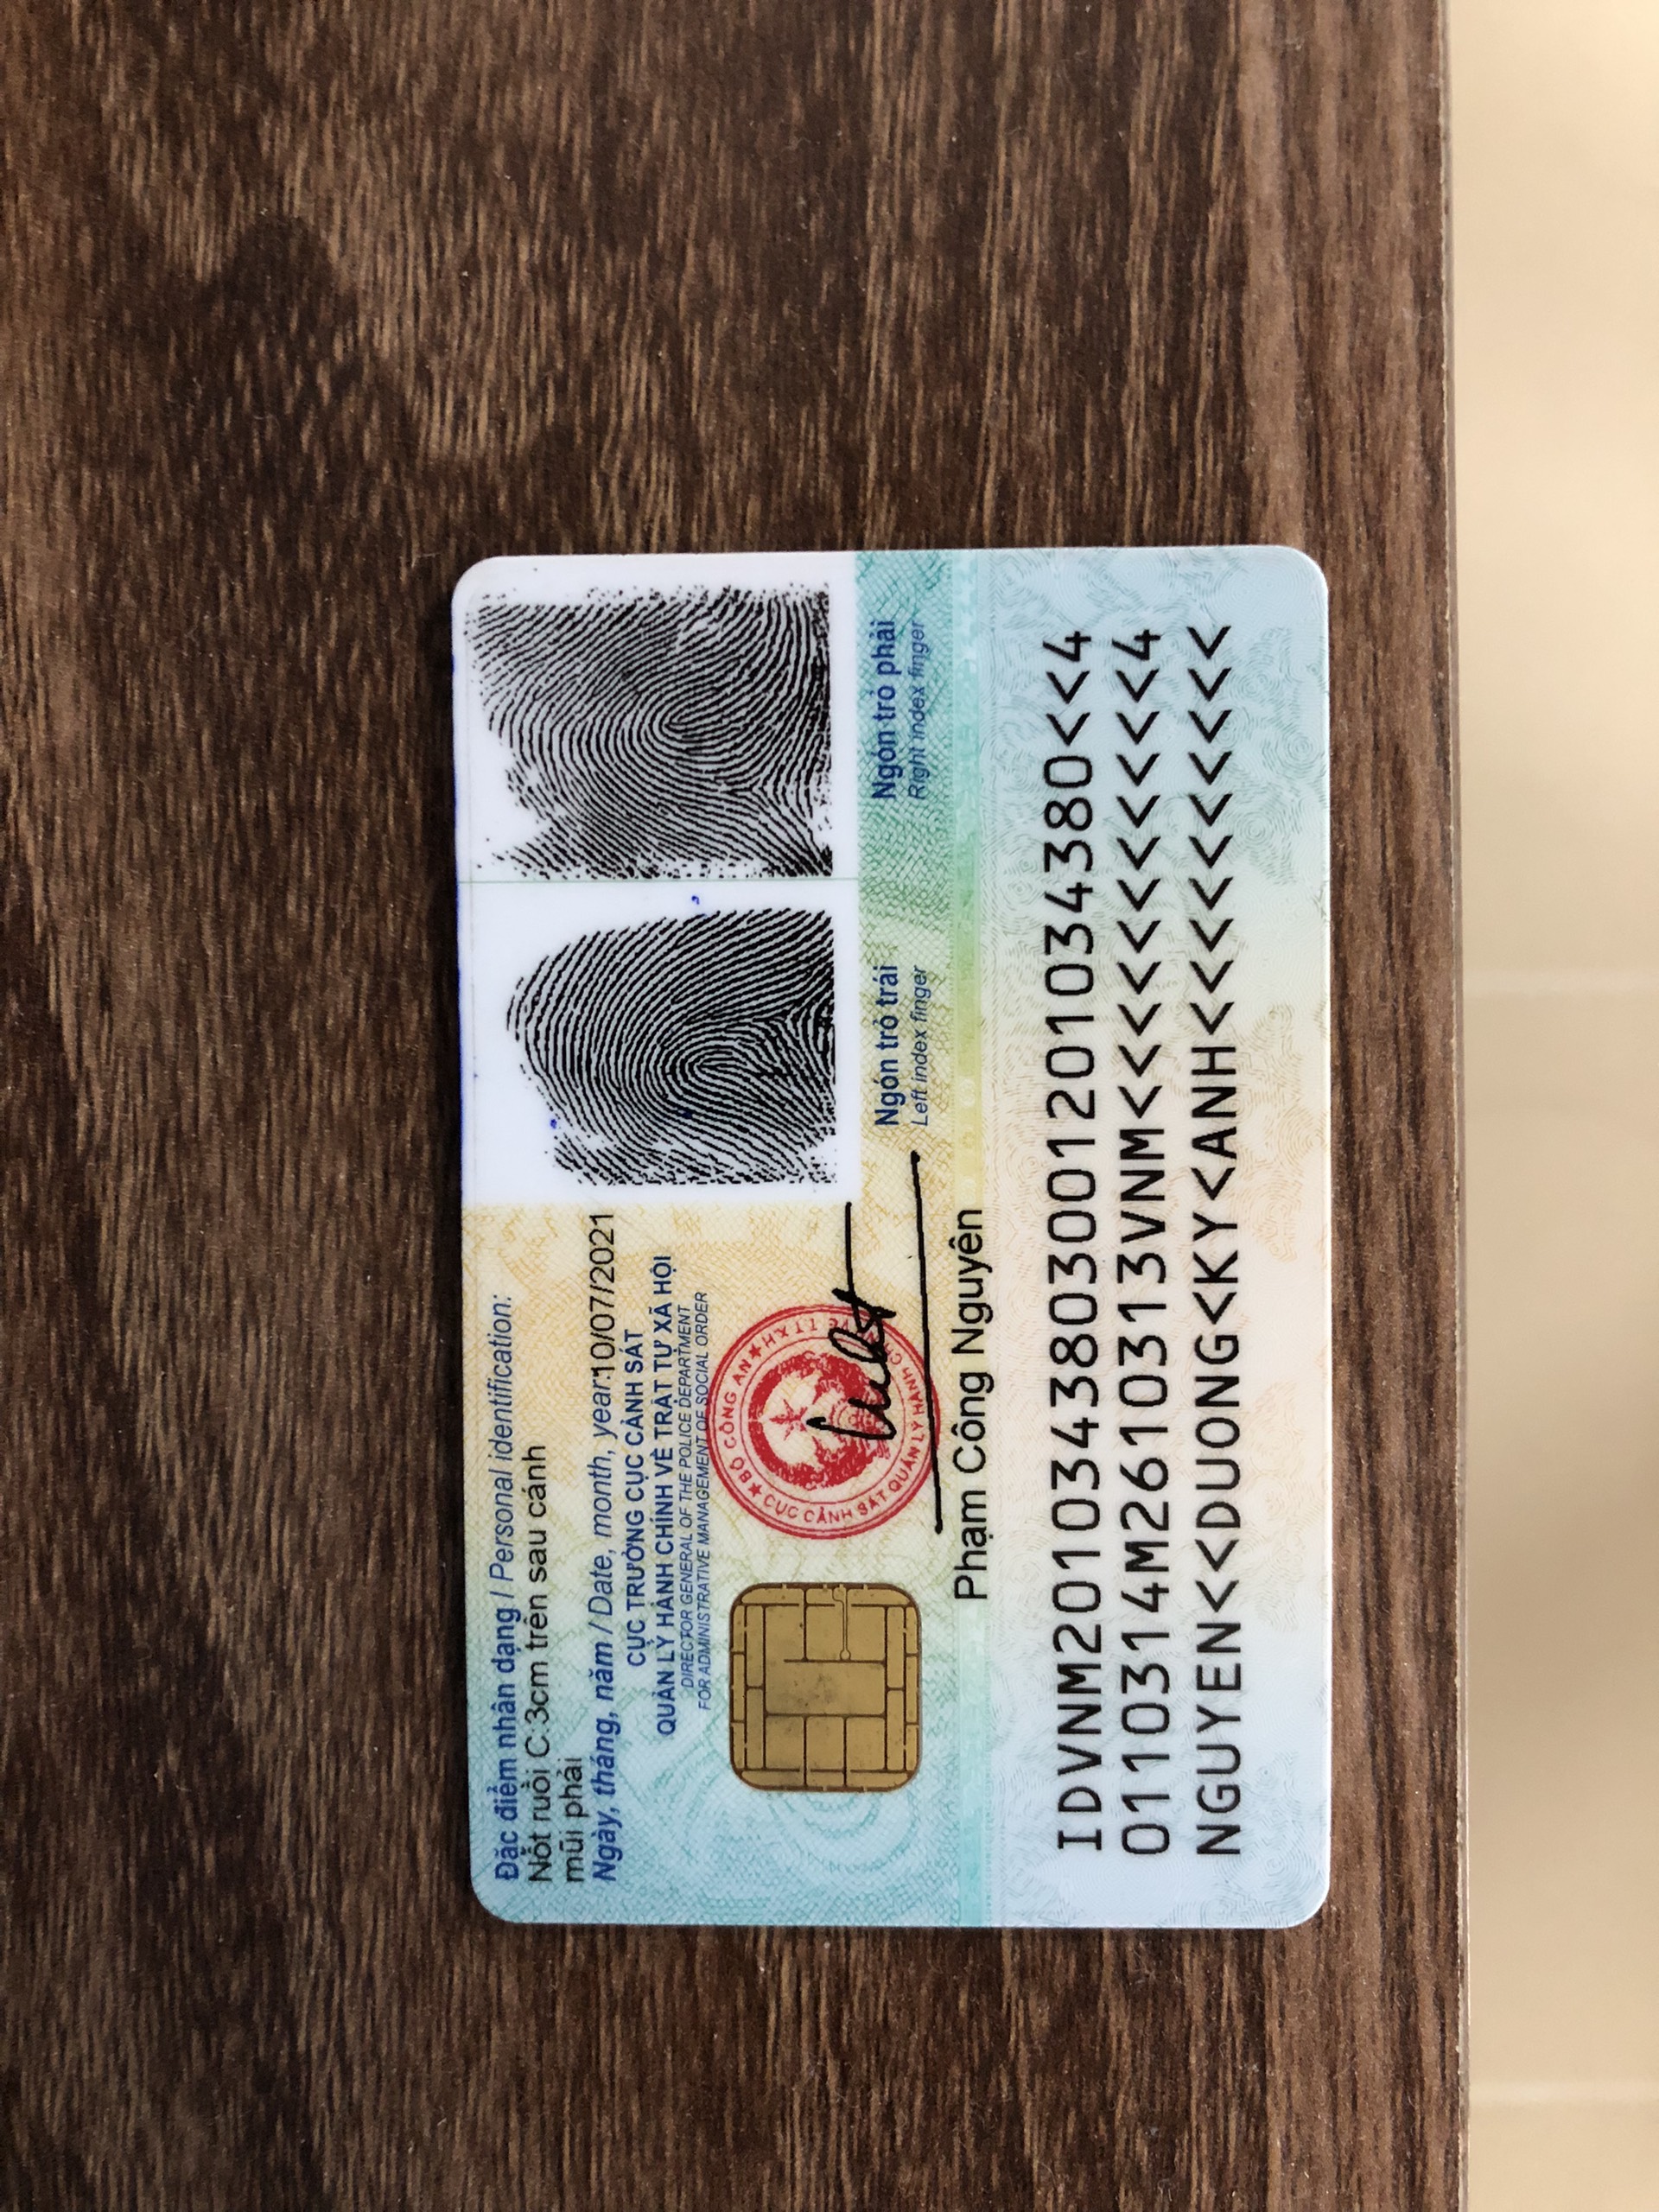 Đặc điểm nhân dạng / Personal identification:
Nốt ruồi C:3cm trên sau cánh
mũi phải
Ngày, tháng, năm / Date, month, year:10/07/2021
CỤC TRƯỞNG CỤC CẢNH SÁT
QUẢN LÝ HÀNH CHÍNH VỀ TRẬT TỰ XÃ HỘI
DIRECTOR GENERAL OF THE POLICE DEPARTMENT
FOR ADMINISTRATIVE MANAGEMENT OF SOCIAL ORDER
BỘ CÔNG AN
CỤC CẢNH SÁT QUẢN LÝ HÀNH CHÍNH VỀ TTXH
Phạm Công Nguyên
Ngón trỏ trái
Left index finger
Ngón trỏ phải
Right index finger
IDVNM2010343803001201034380<<4
0110314M2610313VNM<<<<<<<<<<<4
NGUYEN<<DUONG<KY<ANH<<<<<<<<<<